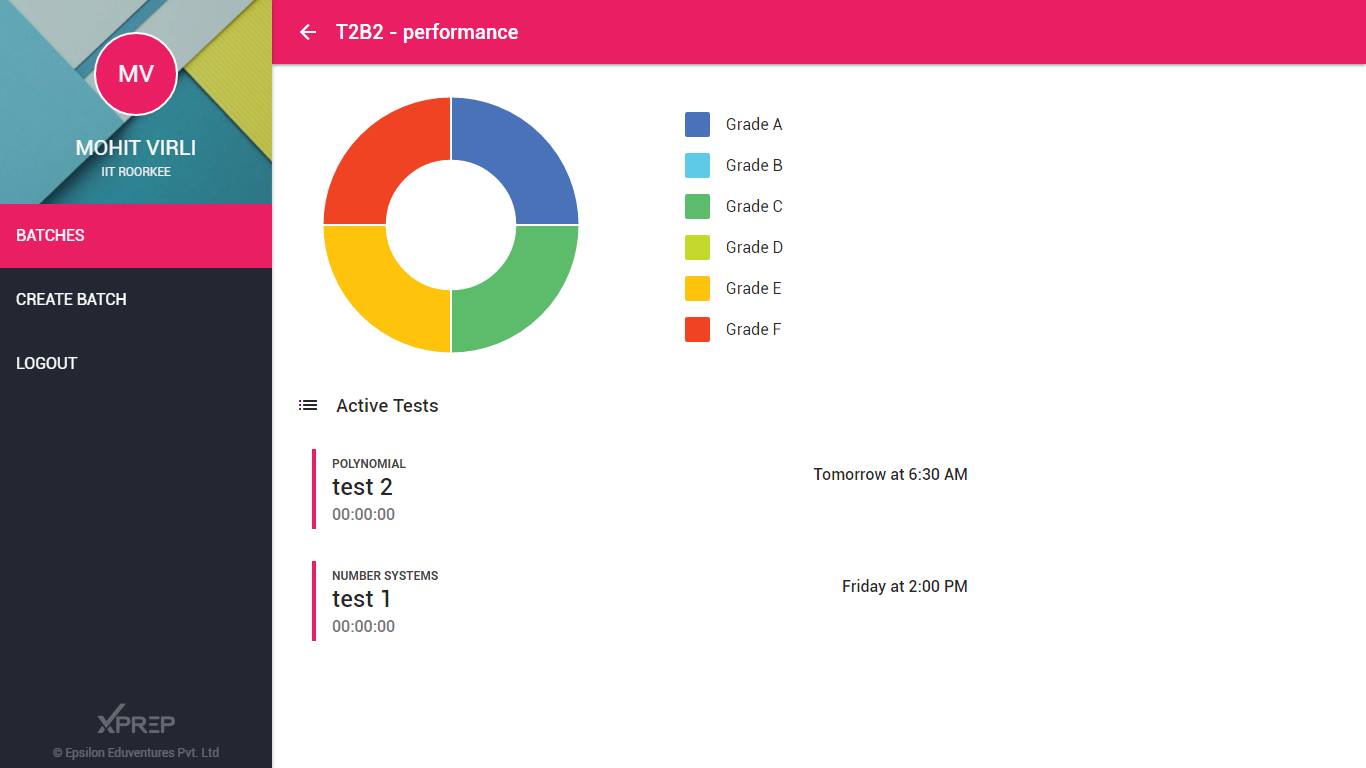 MV
MOHIT VIRLI
IIT ROORKEE
BATCHES
CREATE BATCH
LOGOUT
XPREP
© Epsilon Eduventures Pvt. Ltd
T2B2 - performance
Grade A
Grade B
Grade C
Grade D
Grade E
Grade F
Active Tests
POLYNOMIAL
test 2
00:00:00
Tomorrow at 6:30 AM
NUMBER SYSTEMS
test 1
00:00:00
Friday at 2:00 PM